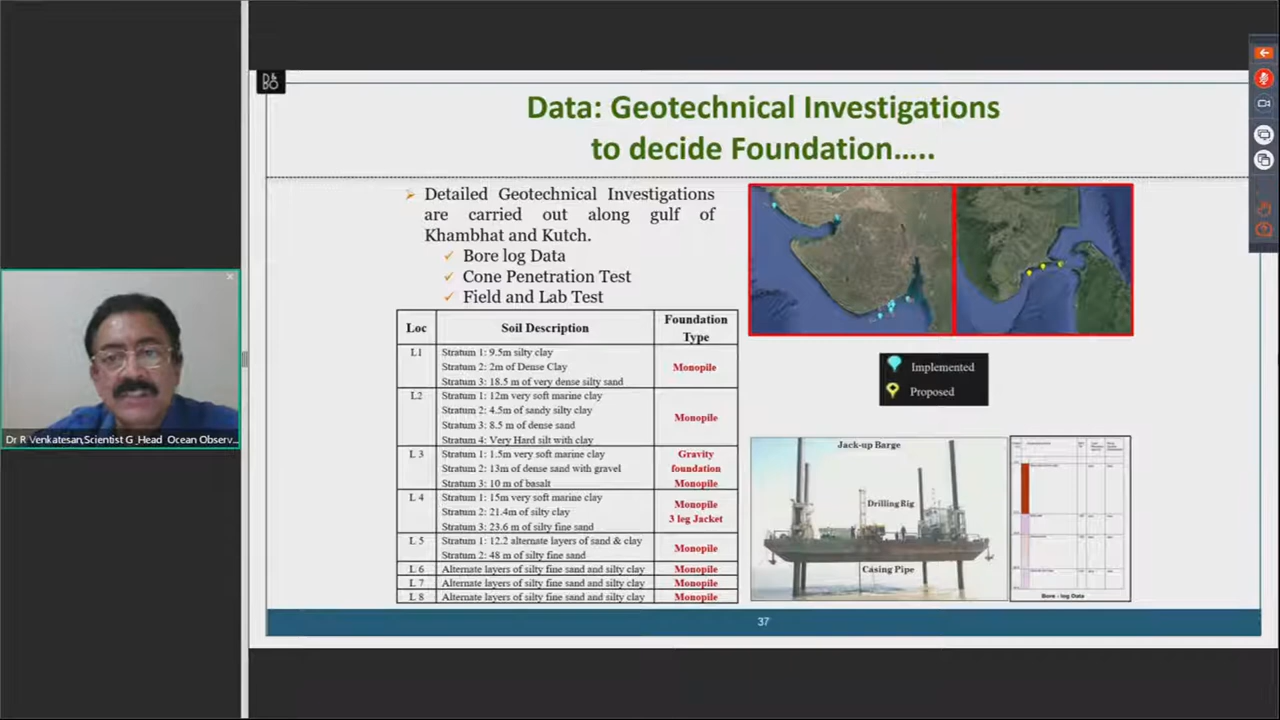 D&
BO
Data: Geotechnical Investigations
to decide Foundation.....
Detailed Geotechnical Investigations
are carried out along gulf of
Khambhat and Kutch.
Bore log Data
Cone Penetration Test
Field and Lab Test
Loc Soil Description Foundation Type
L1 Stratum 1: 9.5m silty clay
Stratum 2: 2m of Dense Clay
Stratum 3: 18.5 m of very dense silty sand
Monopile
L2 Stratum 1: 12m very soft marine clay
Stratum 2: 4.5m of sandy silty clay
Stratum 3: 8.5 m of dense sand
Stratum 4: Very Hard silt with clay
Monopile
L 3 Stratum 1: 1.5m very soft marine clay
Stratum 2: 13m of dense sand with gravel
Stratum 3: 10 m of basalt
Gravity
foundation
Monopile
L 4 Stratum 1: 15m very soft marine clay
Stratum 2: 21.4m of silty clay
Stratum 3: 23.6 m of silty fine sand
Monopile
3 leg Jacket
L 5 Stratum 1: 12.2 alternate layers of sand & clay
Stratum 2: 48 m of silty fine sand
Monopile
L 6 Alternate layers of silty fine sand and silty clay Monopile
L 7 Alternate layers of silty fine sand and silty clay Monopile
L 8 Alternate layers of silty fine sand and silty clay Monopile
Implemented
Proposed
Jack-up Barge
Drilling Rig
Casing Pipe
Bore : log Data
37
Dr R Venkatesan,Scientist G_Head Ocean Observ...